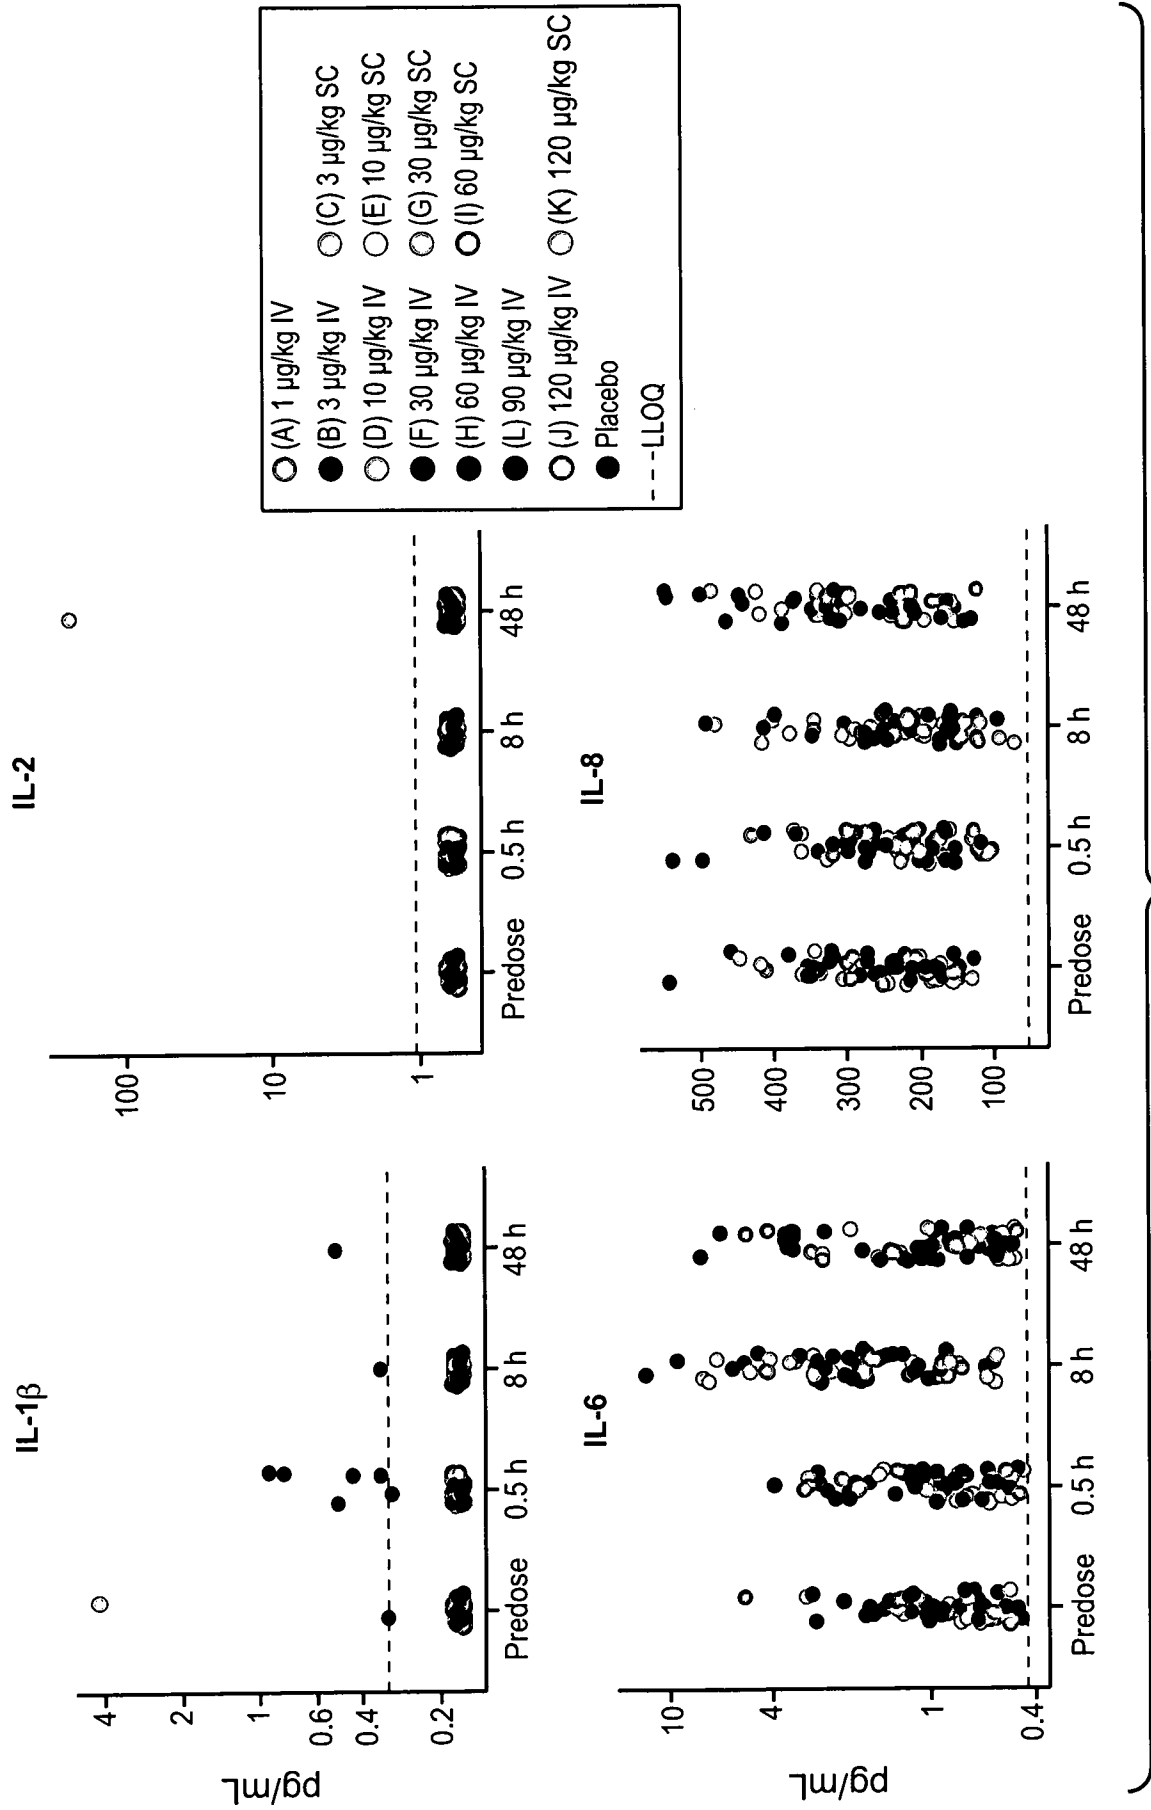 IL-1β
pg/mL
4
2
1
0.6
0.4
0.2
Predose
0.5 h
8 h
48 h
IL-2
100
10
1
Predose
0.5 h
8 h
48 h
IL-6
pg/mL
10
4
1
0.4
Predose
0.5 h
8 h
48 h
IL-8
500
400
300
200
100
Predose
0.5 h
8 h
48 h
(A) 1 µg/kg IV
(B) 3 µg/kg IV (C) 3 µg/kg SC
(D) 10 µg/kg IV (E) 10 µg/kg SC
(F) 30 µg/kg IV (G) 30 µg/kg SC
(H) 60 µg/kg IV (I) 60 µg/kg SC
(L) 90 µg/kg IV
(J) 120 µg/kg IV (K) 120 µg/kg SC
Placebo
LLOQ